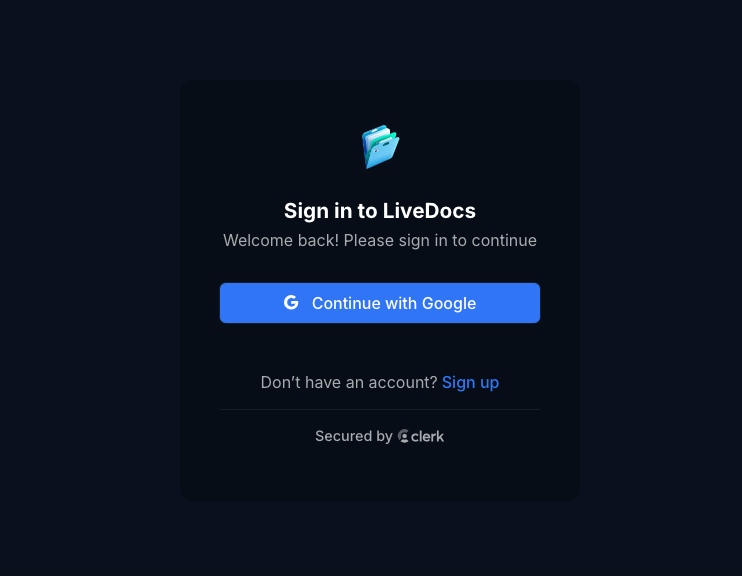 Sign in to LiveDocs
Welcome back! Please sign in to continue
G Continue with Google
Don’t have an account? Sign up
Secured by clerk